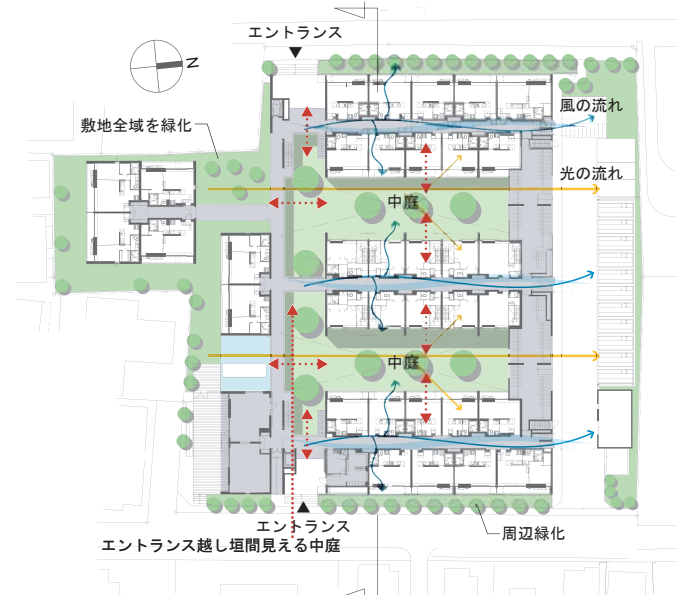 エントランス
N
風の流れ
敷地全域を緑化
光の流れ
中庭
中庭
エントランス
周辺緑化
エントランス越し垣間見える中庭